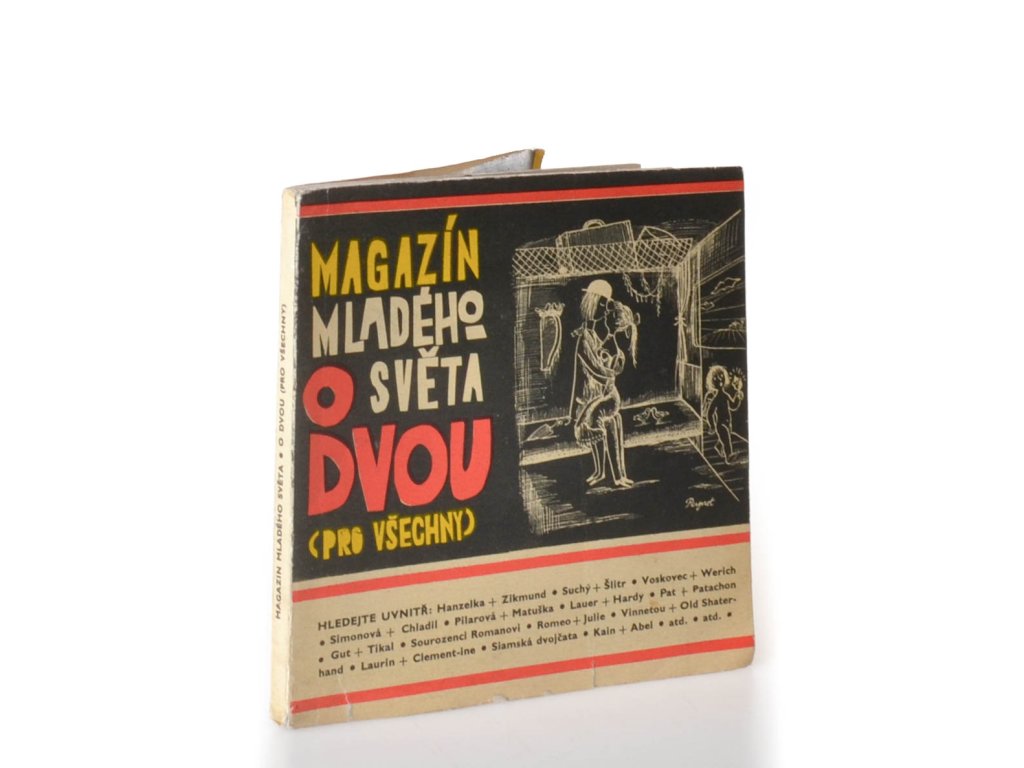 MAGAZÍN
MLADÉHO
SVĚTA
O
DVOU
(PRO VŠECHNY)
HLEDEJTE UVNITŘ: Hanzelka + Zikmund • Suchý + Šlitr • Voskovec + Werich
• Simonová + Chladil • Pilarová + Matuška • Lauer + Hardy • Pat + Patachon
• Gut + Tikal • Sourozenci Romanovi • Romeo + Julie • Vinnetou + Old Shater-
hand • Laurin + Clement-ine • Siamská dvojčata • Kain + Abel • atd. • atd. •
MAGAZÍN MLADÉHO SVĚTA • O DVOU (PRO VŠECHNY)